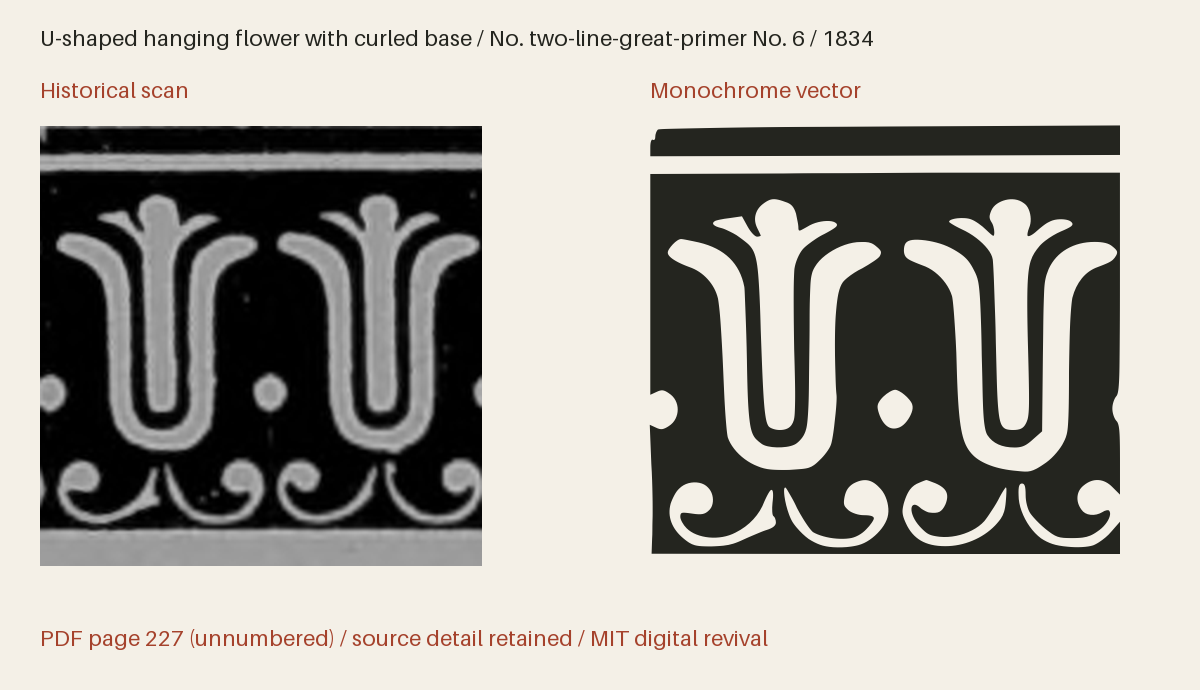 U-shaped hanging flower with curled base / No. two-line-great-primer No. 6 / 1834
Historical scan
Monochrome vector
PDF page 227 (unnumbered) / source detail retained / MIT digital revival